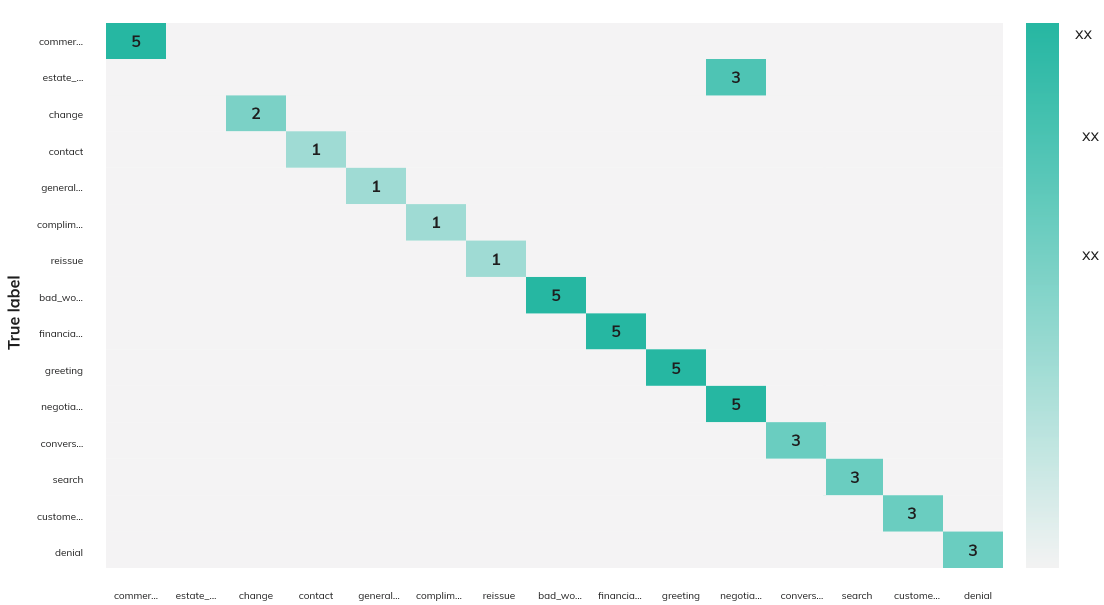 commer... 5 XX
estate_... 3
change 2
contact 1
general... 1
complim... 1
reissue 1
bad_wo... 5
financia... 5
greeting 5
negotia... 5
convers... 3
search 3
custome... 3
denial 3
XX
XX
True label
commer... estate_... change contact general... complim... reissue bad_wo... financia... greeting negotia... convers... search custome... denial